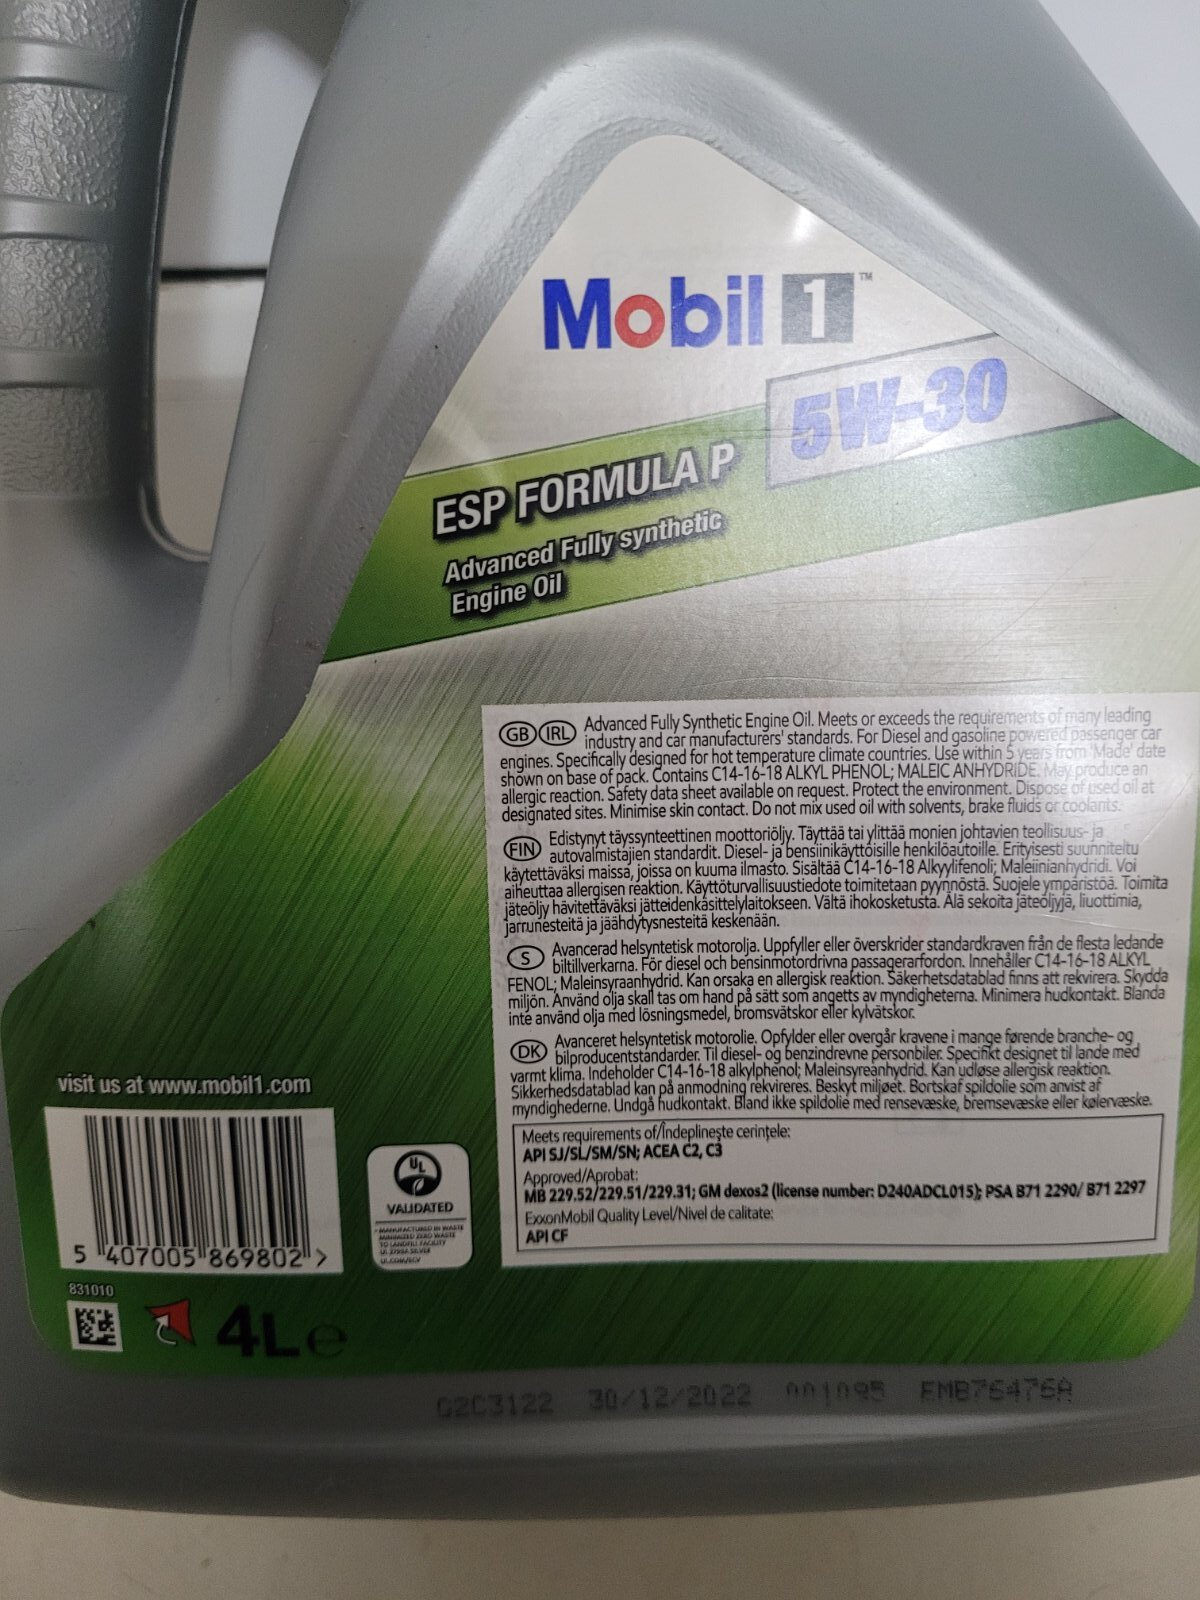 Mobil 1™
5W-30
ESP FORMULA P
Advanced Fully synthetic
Engine Oil
GB IRL Advanced Fully Synthetic Engine Oil. Meets or exceeds the requirements of many leading
industry and car manufacturers' standards. For Diesel and gasoline powered passenger car
engines. Specifically designed for hot temperature climate countries. Use within 5 years from 'Made' date
shown on base of pack. Contains C14-16-18 ALKYL PHENOL; MALEIC ANHYDRIDE. May produce an
allergic reaction. Safety data sheet available on request. Protect the environment. Dispose of used oil at
designated sites. Minimise skin contact. Do not mix used oil with solvents, brake fluids or coolants.
FIN Edistynyt täyssynteettinen moottoriöljy. Täyttää tai ylittää monien johtavien teollisuus- ja
autovalmistajien standardit. Diesel- ja bensiinikäyttöisille henkilöautoille. Erityisesti suunniteltu
käytettäväksi maissa, joissa on kuuma ilmasto. Sisältää C14-16-18 Alkyylifenoli; Maleiinianhydridi. Voi
aiheuttaa allergisen reaktion. Käyttöturvallisuustiedote toimitetaan pyynnöstä. Suojele ympäristöä. Toimita
jäteöljy hävitettäväksi jätteidenkäsittelylaitokseen. Vältä ihokosketusta. Älä sekoita jäteöljyjä, liuottimia,
jarrunesteitä ja jäähdytysnesteitä keskenään.
S Avancerad helsyntetisk motorolja. Uppfyller eller överskrider standardkraven från de flesta ledande
biltillverkarna. För diesel och bensinmotordrivna passagerarfordon. Innehåller C14-16-18 ALKYL
FENOL; Maleinsyraanhydrid. Kan orsaka en allergisk reaktion. Säkerhetsdatablad finns att rekvirera. Skydda
miljön. Använd olja skall tas om hand på sätt som angetts av myndigheterna. Minimera hudkontakt. Blanda
inte använd olja med lösningsmedel, bromsvätskor eller kylvätskor.
DK Avanceret helsyntetisk motorolie. Opfylder eller overgår kravene i mange førende branche- og
bilproducentstandarder. Til diesel- og benzindrevne personbiler. Specifikt designet til lande med
varmt klima. Indeholder C14-16-18 alkylphenol; Maleinsyreanhydrid. Kan udløse allergisk reaktion.
Sikkerhedsdatablad kan på anmodning rekvireres. Beskyt miljøet. Bortskaf spildolie som anvist af
myndighederne. Undgå hudkontakt. Bland ikke spildolie med rensevæske, bremsevæske eller kølervæske.
Meets requirements of/Îndeplineşte cerinţele:
API SJ/SL/SM/SN; ACEA C2, C3
Approved/Aprobat:
MB 229.52/229.51/229.31; GM dexos2 (license number: D240ADCL015); PSA B71 2290/ B71 2297
ExxonMobil Quality Level/Nivel de calitate:
API CF
visit us at www.mobil1.com
5 407005 869802 >
UL
VALIDATED
MANUFACTURED IN WASTE
MINIMIZED ZERO WASTE
TO LANDFILL FACILITY
UL 2799A SILVER
UL.COM/ECV
831010
4L e
G2C3122 30/12/2022 001095 EMB76476A